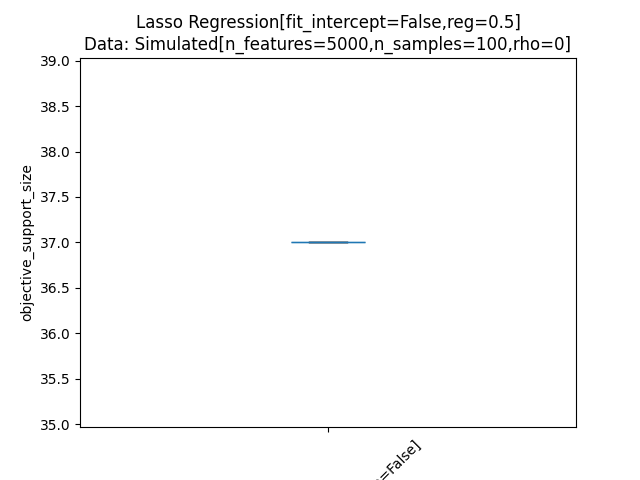 Lasso Regression[fit_intercept=False,reg=0.5]
Data: Simulated[n_features=5000,n_samples=100,rho=0]
39.0
38.5
38.0
37.5
37.0
36.5
36.0
35.5
35.0
objective_support_size
=False]